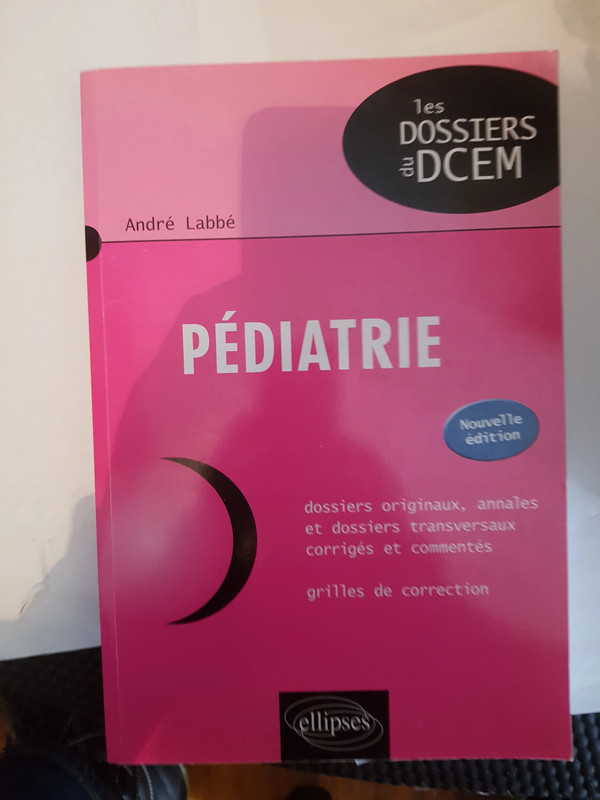 les
DOSSIERS
du DCEM
André Labbé
PÉDIATRIE
Nouvelle
édition
dossiers originaux, annales
et dossiers transversaux
corrigés et commentés
grilles de correction
ellipses